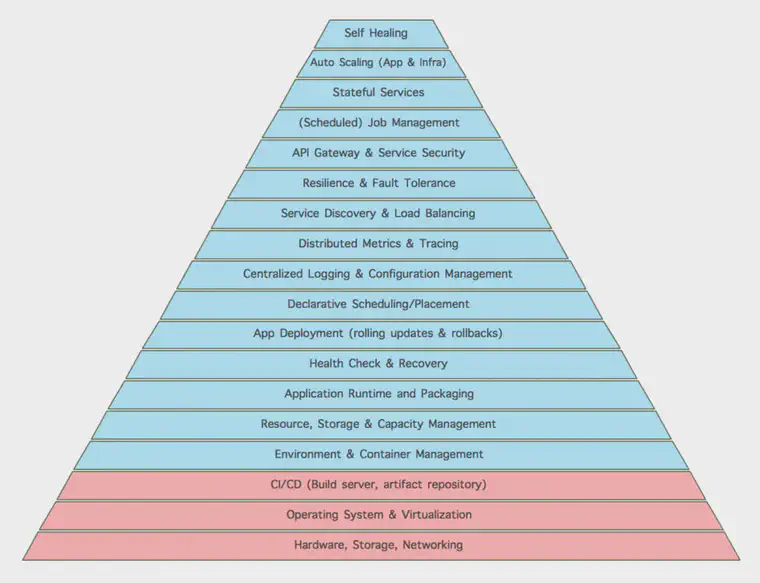 Self Healing
Auto Scaling (App & Infra)
Stateful Services
(Scheduled) Job Management
API Gateway & Service Security
Resilience & Fault Tolerance
Service Discovery & Load Balancing
Distributed Metrics & Tracing
Centralized Logging & Configuration Management
Declarative Scheduling/Placement
App Deployment (rolling updates & rollbacks)
Health Check & Recovery
Application Runtime and Packaging
Resource, Storage & Capacity Management
Environment & Container Management
CI/CD (Build server, artifact repository)
Operating System & Virtualization
Hardware, Storage, Networking